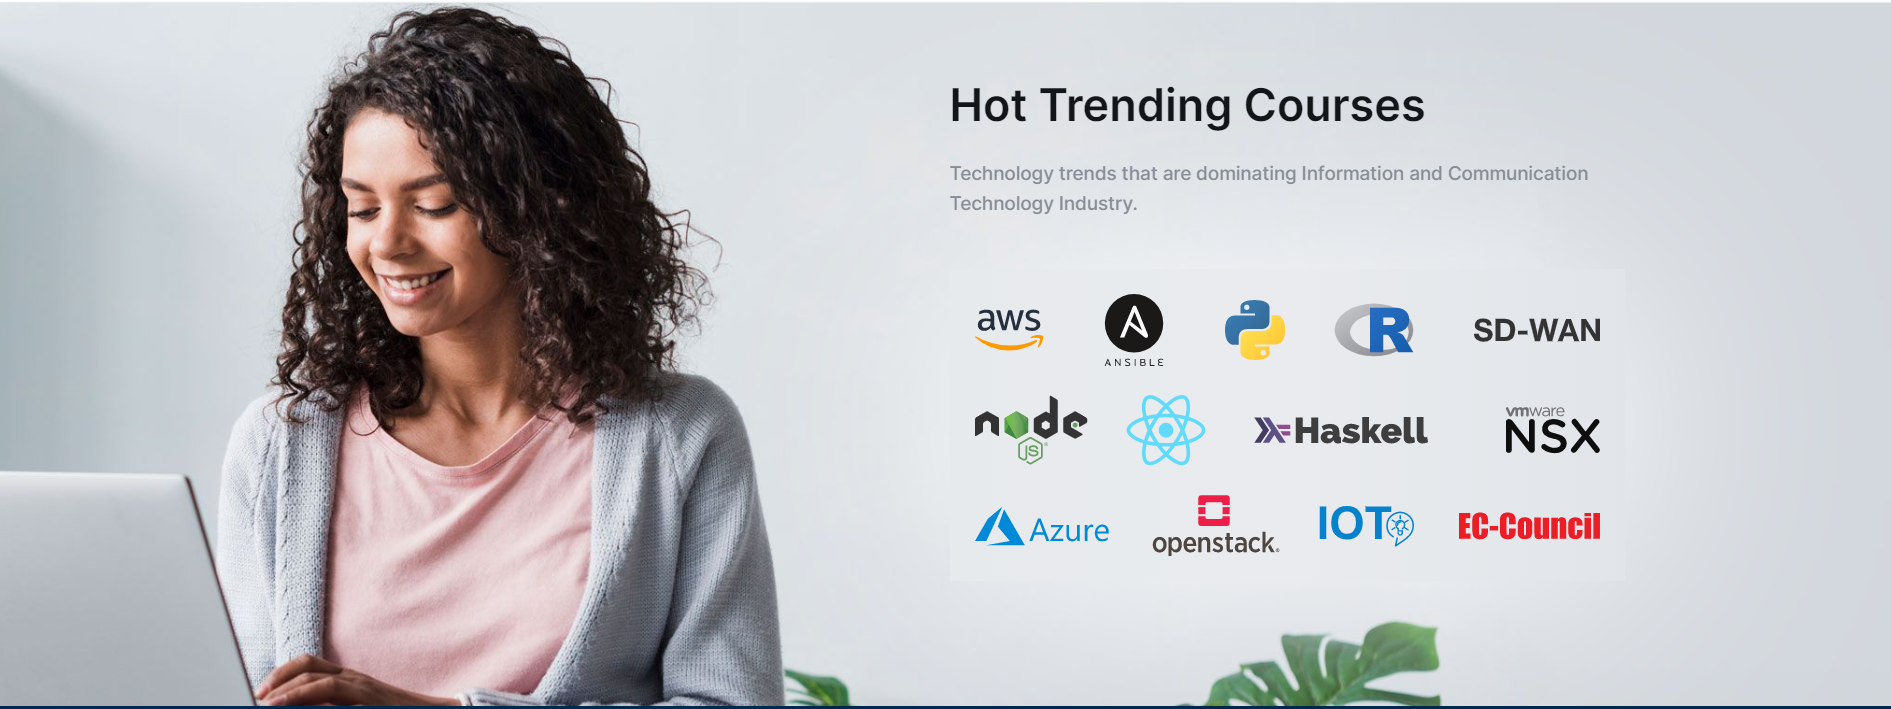 Hot Trending Courses
Technology trends that are dominating Information and Communication
Technology Industry.
aws
ANSIBLE
R
SD-WAN
node
JS
Haskell
vmware
NSX
Azure
openstack.
IOT
EC-Council